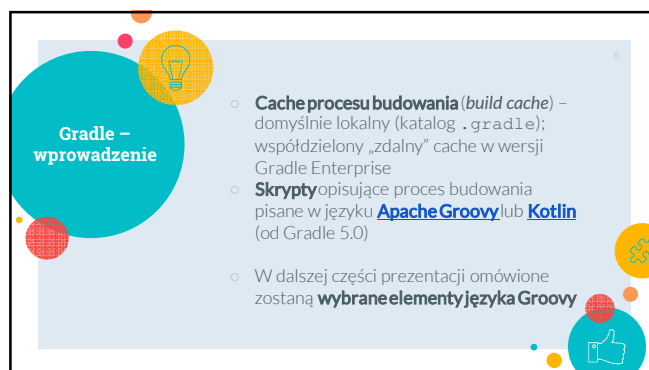 6
Gradle –
wprowadzenie
○ Cache procesu budowania (build cache) –
domyślnie lokalny (katalog .gradle);
współdzielony „zdalny” cache w wersji
Gradle Enterprise
○ Skrypty opisujące proces budowania
pisane w języku Apache Groovy lub Kotlin
(od Gradle 5.0)
○ W dalszej części prezentacji omówione
zostaną wybrane elementy języka Groovy